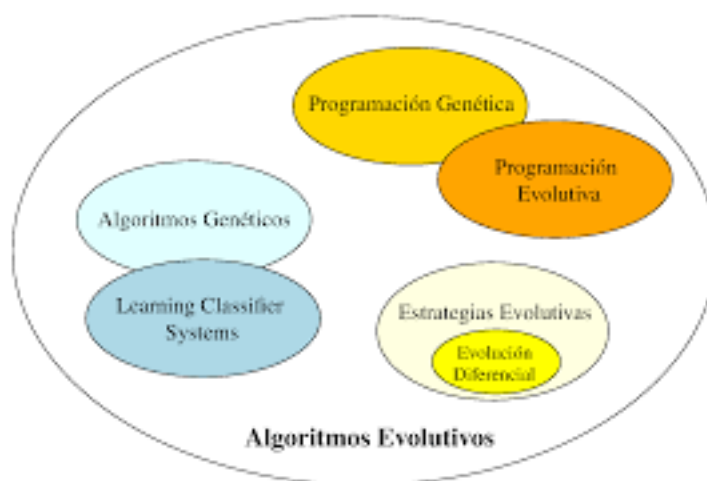 Programación Genética
Programación
Evolutiva
Algoritmos Genéticos
Learning Classifier
Systems
Estrategias Evolutivas
Evolución
Diferencial
Algoritmos Evolutivos